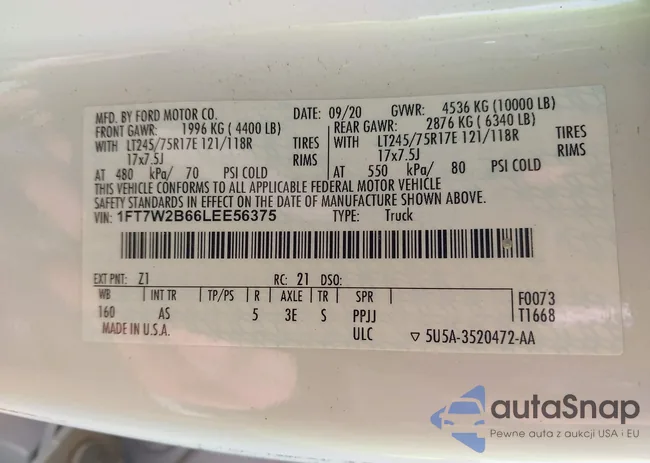 MFD. BY FORD MOTOR CO. DATE: 09/20 GVWR: 4536 KG (10000 LB)
FRONT GAWR: 1996 KG ( 4400 LB) REAR GAWR: 2876 KG ( 6340 LB)
WITH LT245/75R17E 121/118R TIRES WITH LT245/75R17E 121/118R TIRES
17x7.5J RIMS 17x7.5J RIMS
AT 480 kPa/ 70 PSI COLD AT 550 kPa/ 80 PSI COLD
THIS VEHICLE CONFORMS TO ALL APPLICABLE FEDERAL MOTOR VEHICLE
SAFETY STANDARDS IN EFFECT ON THE DATE OF MANUFACTURE SHOWN ABOVE.
VIN: 1FT7W2B66LEE56375 TYPE: Truck
EXT PNT: Z1 RC: 21 DSO:
WB INT TR TP/PS R AXLE TR SPR F0073
160 AS 5 3E S PPJJ T1668
MADE IN U.S.A. ULC ▽ 5U5A-3520472-AA
autaSnap
Pewne auta z aukcji USA i EU